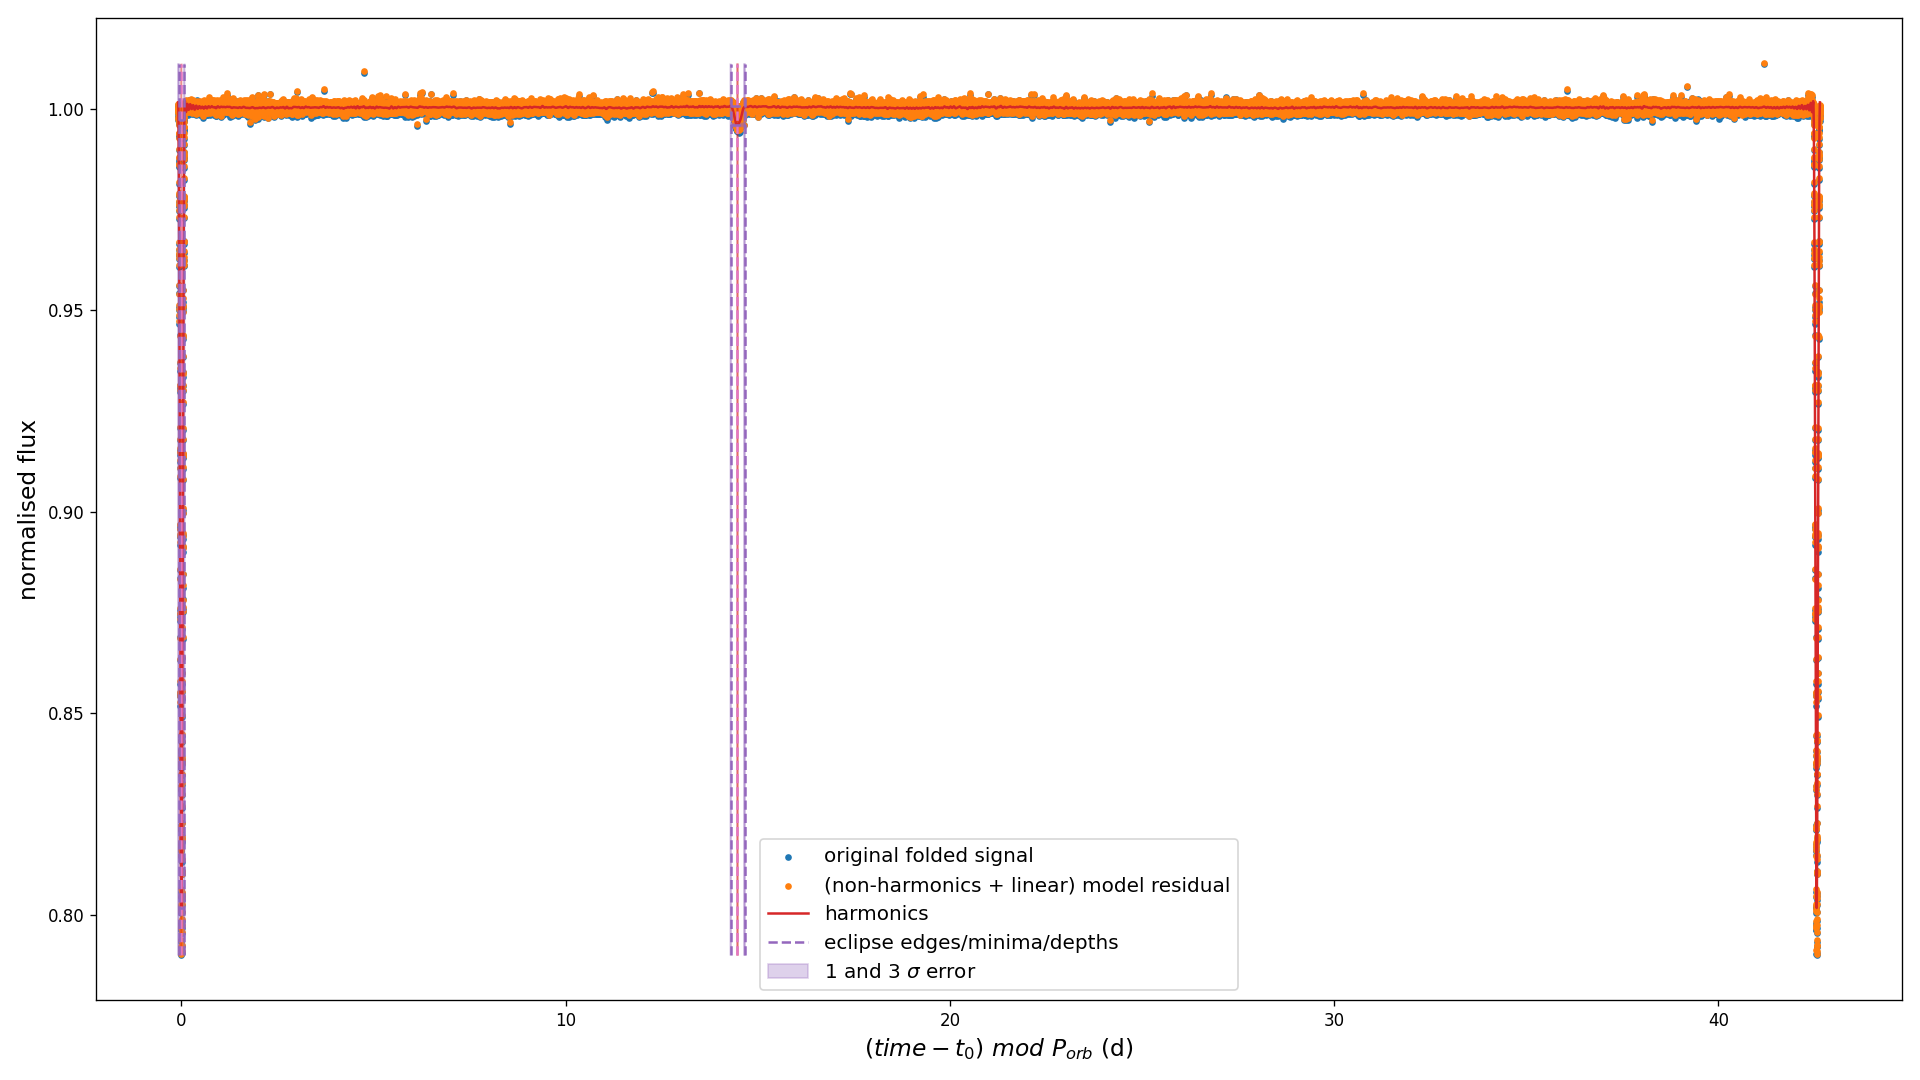 normalised flux
1.00
0.95
0.90
0.85
0.80
original folded signal
(non-harmonics + linear) model residual
harmonics
eclipse edges/minima/depths
1 and 3 σ error
0 10 20 30 40
(time − t₀) mod Pₒᵣb (d)